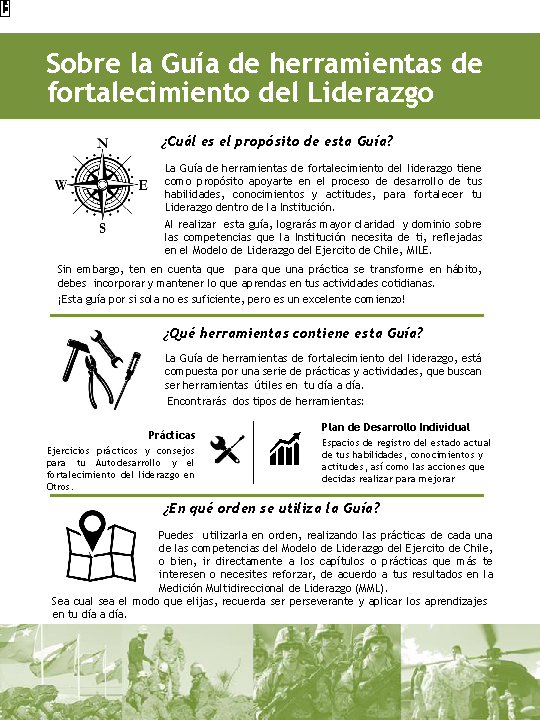 Sobre la Guía de herramientas de
fortalecimiento del Liderazgo
¿Cuál es el propósito de esta Guía?
N
W
E
S
La Guía de herramientas de fortalecimiento del liderazgo tiene
como propósito apoyarte en el proceso de desarrollo de tus
habilidades, conocimientos y actitudes, para fortalecer tu
Liderazgo dentro de la Institución.
Al realizar esta guía, lograrás mayor claridad y dominio sobre
las competencias que la Institución necesita de ti, reflejadas
en el Modelo de Liderazgo del Ejercito de Chile, MILE.
Sin embargo, ten en cuenta que para que una práctica se transforme en hábito,
debes incorporar y mantener lo que aprendas en tus actividades cotidianas.
¡Esta guía por si sola no es suficiente, pero es un excelente comienzo!
¿Qué herramientas contiene esta Guía?
La Guía de herramientas de fortalecimiento del liderazgo, está
compuesta por una serie de prácticas y actividades, que buscan
ser herramientas útiles en tu día a día.
Encontrarás dos tipos de herramientas:
Prácticas
Ejercicios prácticos y consejos
para tu Autodesarrollo y el
fortalecimiento del liderazgo en
Otros.
Plan de Desarrollo Individual
Espacios de registro del estado actual
de tus habilidades, conocimientos y
actitudes, así como las acciones que
decidas realizar para mejorar
¿En qué orden se utiliza la Guía?
Puedes utilizarla en orden, realizando las prácticas de cada una
de las competencias del Modelo de Liderazgo del Ejercito de Chile,
o bien, ir directamente a los capítulos o prácticas que más te
interesen o necesites reforzar, de acuerdo a tus resultados en la
Medición Multidireccional de Liderazgo (MML).
Sea cual sea el modo que elijas, recuerda ser perseverante y aplicar los aprendizajes
en tu día a día.